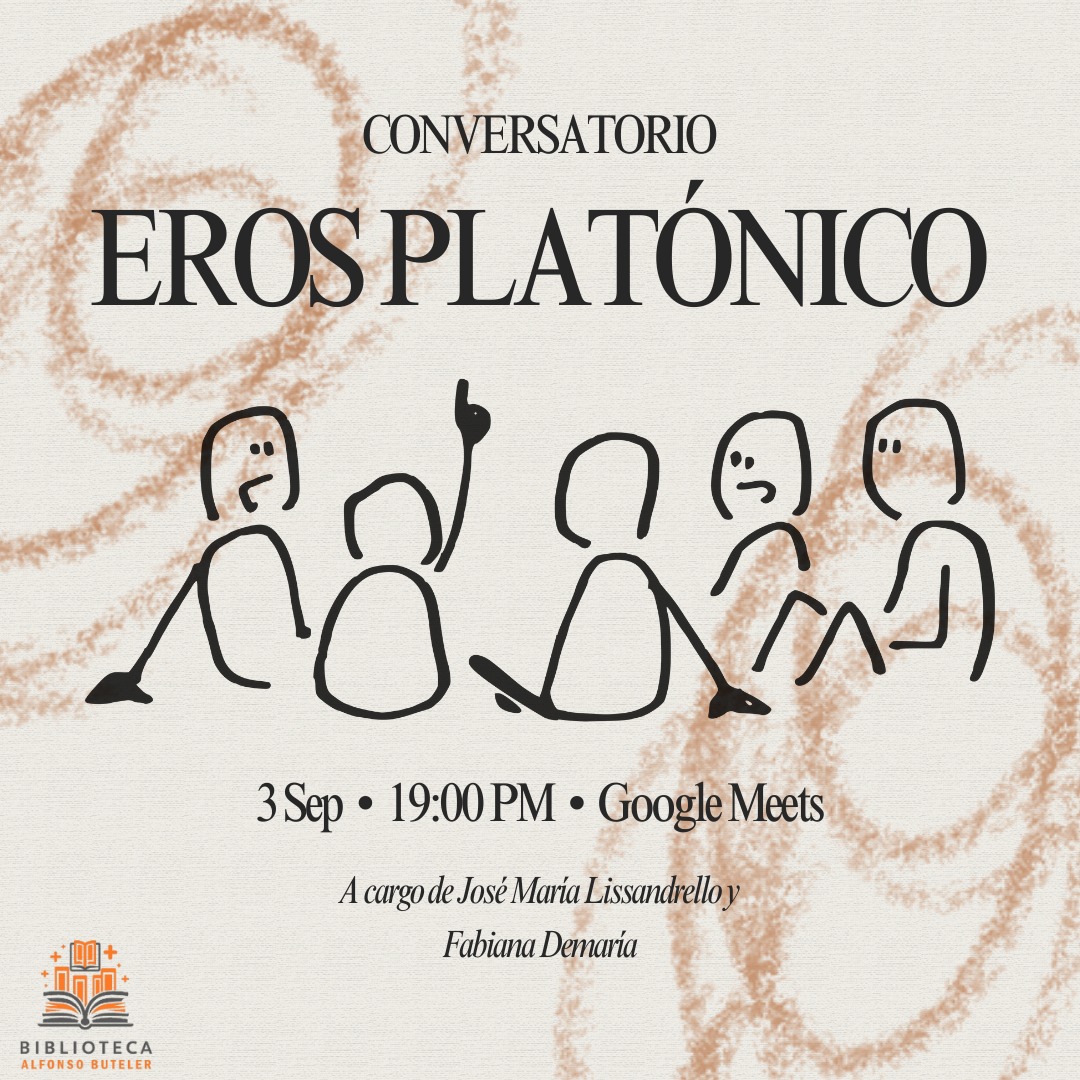 CONVERSATORIO
EROS PLATÓNICO
3 Sep • 19:00 PM • Google Meets
A cargo de José María Lissandrello y
Fabiana Demaría
BIBLIOTECA
ALFONSO BUTELER